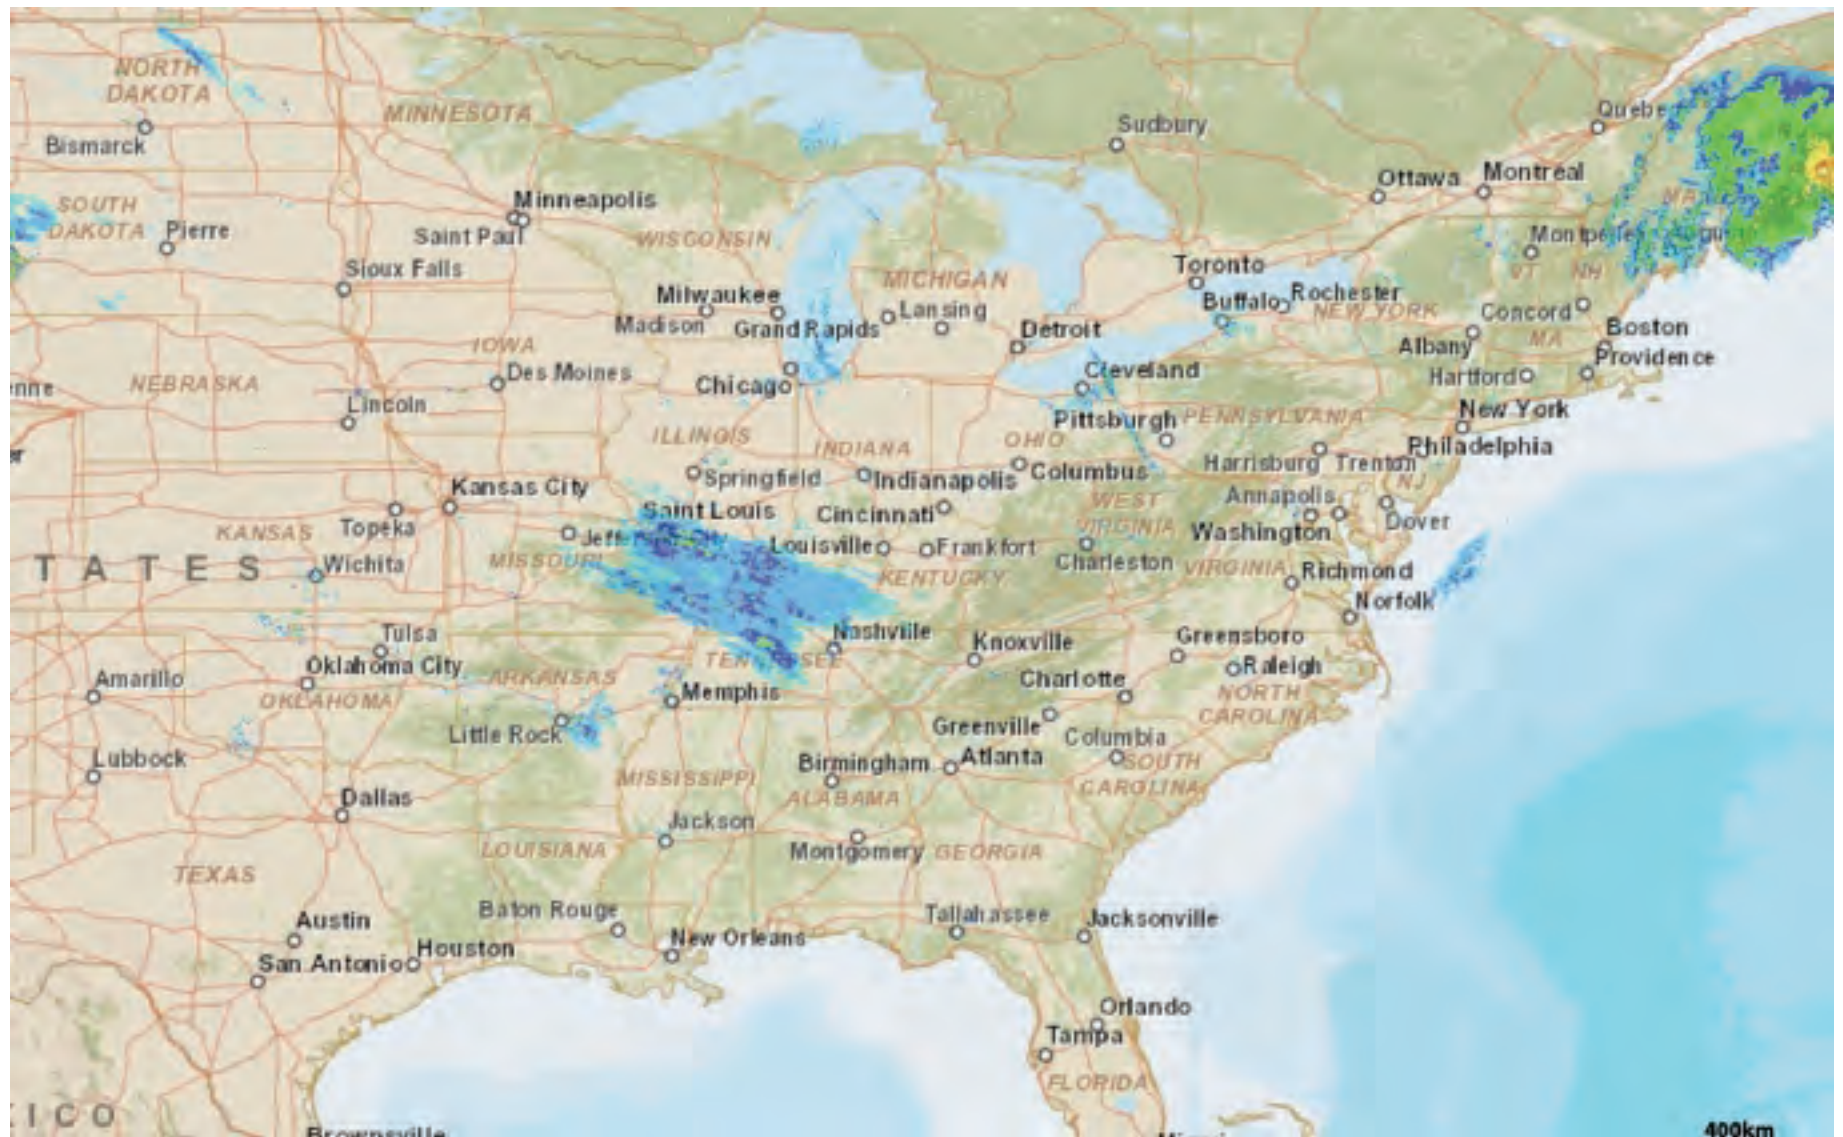 NORTH
DAKOTA
MINNESOTA
Bismarck
Sudbury
Quebe
Ottawa
Montreal
SOUTH
DAKOTA
Pierre
Minneapolis
Saint Paul
WISCONSIN
Montpelier
VT
NH
Sioux Falls
MICHIGAN
Toronto
Milwaukee
Madison
Grand Rapids
Lansing
Detroit
Buffalo
Rochester
NEW YORK
Concord
Albany
MA
Boston
Providence
Hartford
IOWA
Des Moines
NEBRASKA
nne
Lincoln
Chicago
Cleveland
Pittsburgh
PENNSYLVANIA
New York
Philadelphia
Harrisburg
Trenton
NJ
ILLINOIS
INDIANA
OHIO
Springfield
Indianapolis
Columbus
Kansas City
Topeka
KANSAS
Saint Louis
Cincinnati
WEST
VIRGINIA
Annapolis
Washington
Dover
TATES
Wichita
MISSOURI
Louisville
Frankfort
KENTUCKY
Charleston
VIRGINIA
Richmond
Norfolk
Tulsa
Nashville
Knoxville
Greensboro
Raleigh
TENNESSEE
Amarillo
Oklahoma City
OKLAHOMA
ARKANSAS
Memphis
Charlotte
NORTH
CAROLINA
Little Rock
Greenville
Columbia
Lubbock
MISSISSIPPI
Birmingham
Atlanta
SOUTH
CAROLINA
ALABAMA
Dallas
Jackson
LOUISIANA
Montgomery
GEORGIA
TEXAS
Austin
Baton Rouge
Tallahassee
Jacksonville
San Antonio
Houston
New Orleans
Orlando
Tampa
FLORIDA
ICO
Brownsville
Miami
400km